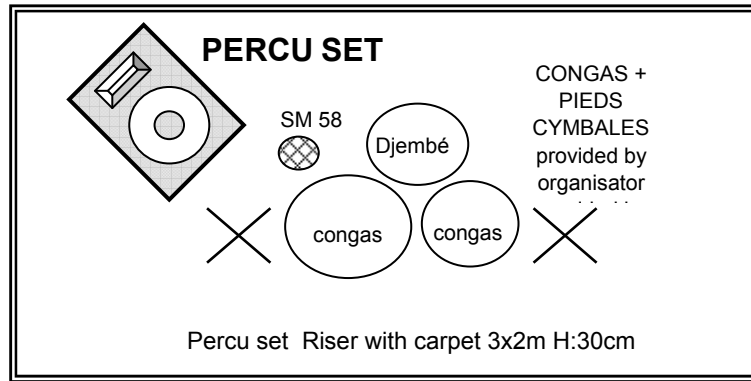 PERCU SET
SM 58
Djembé
congas
congas
CONGAS +
PIEDS
CYMBALES
provided by
organisator
Percu set Riser with carpet 3x2m H:30cm